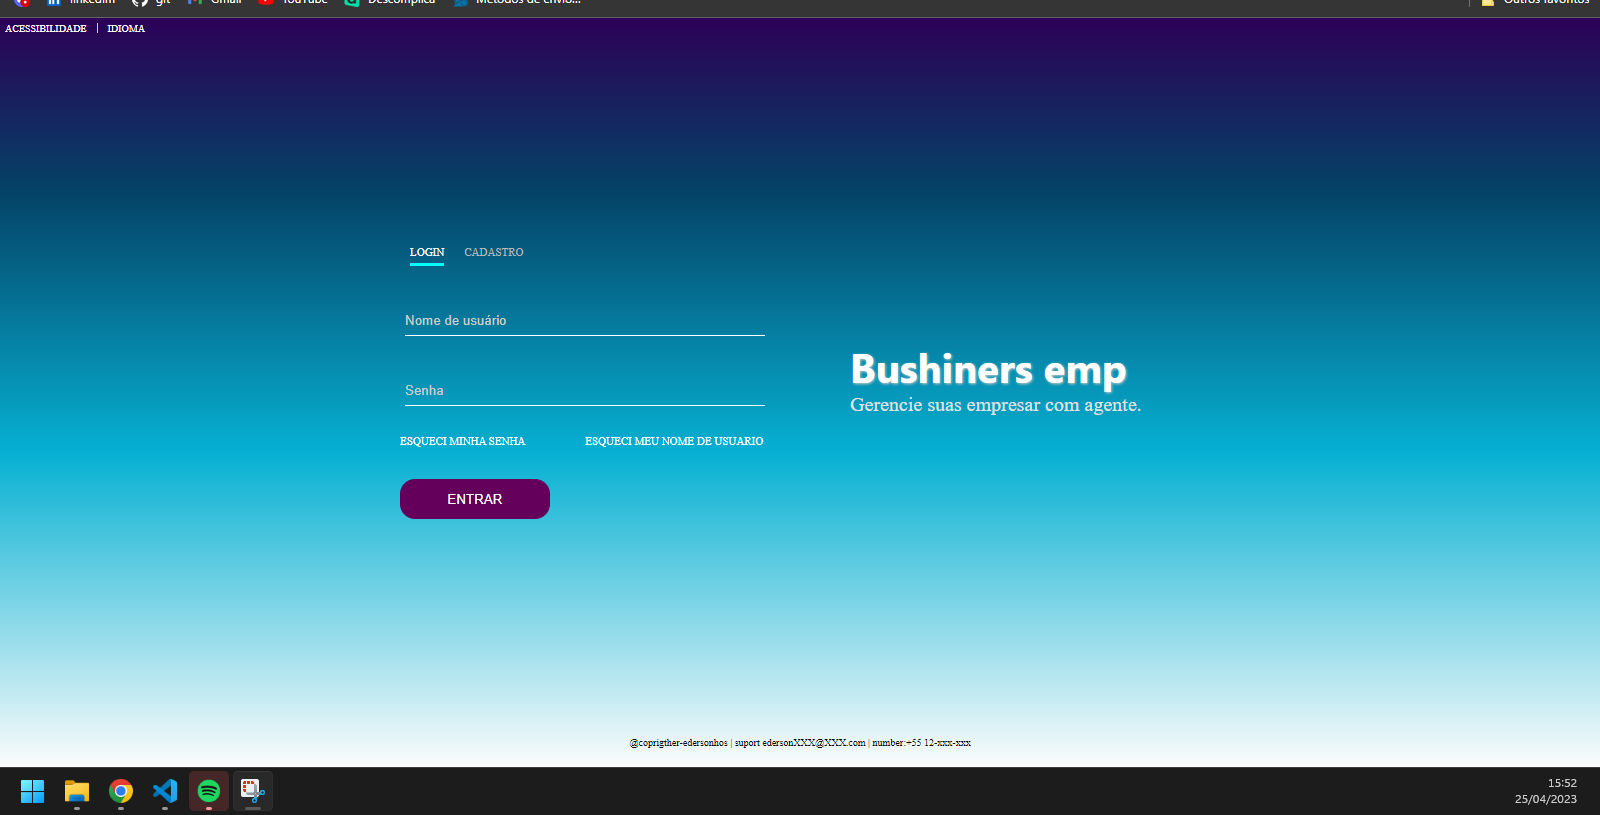 linkedim git Gmail YouTube Descomplica Métodos de envio... Outros favoritos
ACESSIBILIDADE | IDIOMA
LOGIN CADASTRO
Nome de usuário
Senha
ESQUECI MINHA SENHA ESQUECI MEU NOME DE USUARIO
ENTRAR
Bushiners emp
Gerencie suas empresar com agente.
@coprigther-edersonhos | suport edersonXXX@XXX.com | number:+55 12-xxx-xxx
15:52
25/04/2023